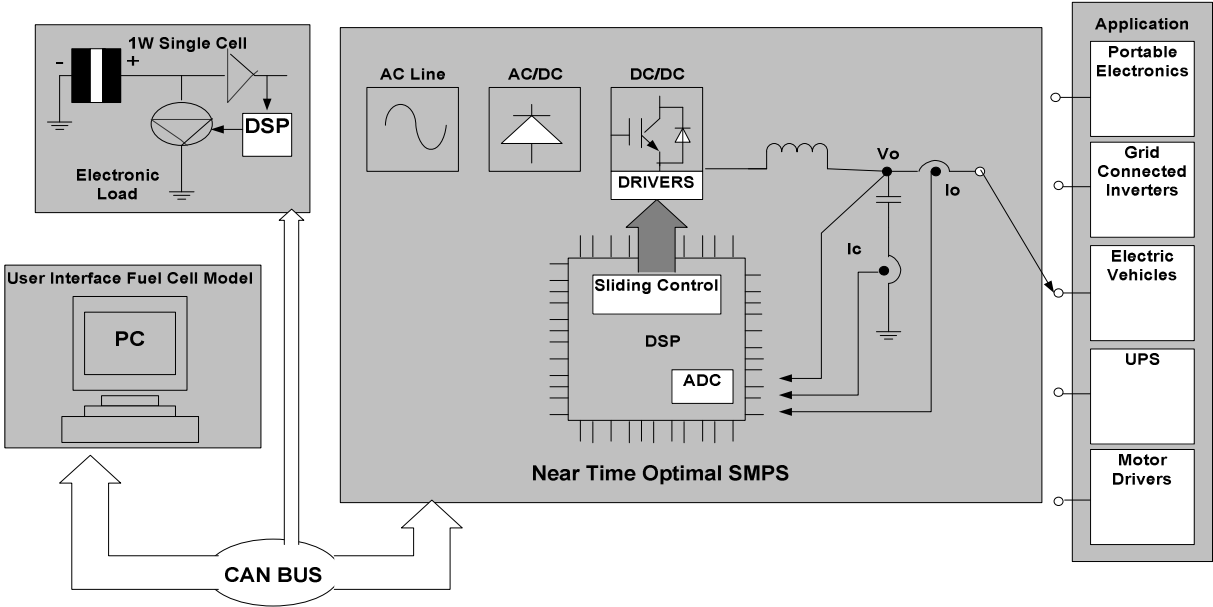 1W Single Cell
-
+
DSP
Electronic
Load
User Interface Fuel Cell Model
PC
CAN BUS
AC Line
AC/DC
DC/DC
DRIVERS
Vo
Io
Ic
Sliding Control
DSP
ADC
Near Time Optimal SMPS
Application
Portable
Electronics
Grid
Connected
Inverters
Electric
Vehicles
UPS
Motor
Drivers